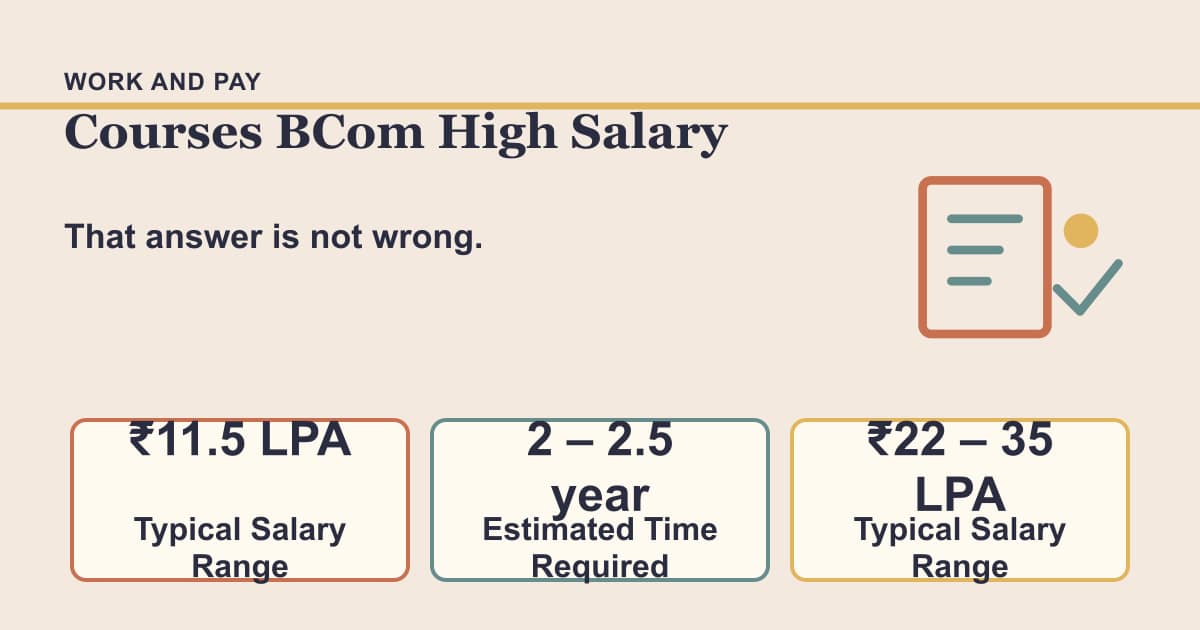 WORK AND PAY
Courses BCom High Salary
That answer is not wrong.
₹11.5 LPA
Typical Salary
Range
2 – 2.5
year
Estimated Time
Required
₹22 – 35
LPA
Typical Salary
Range